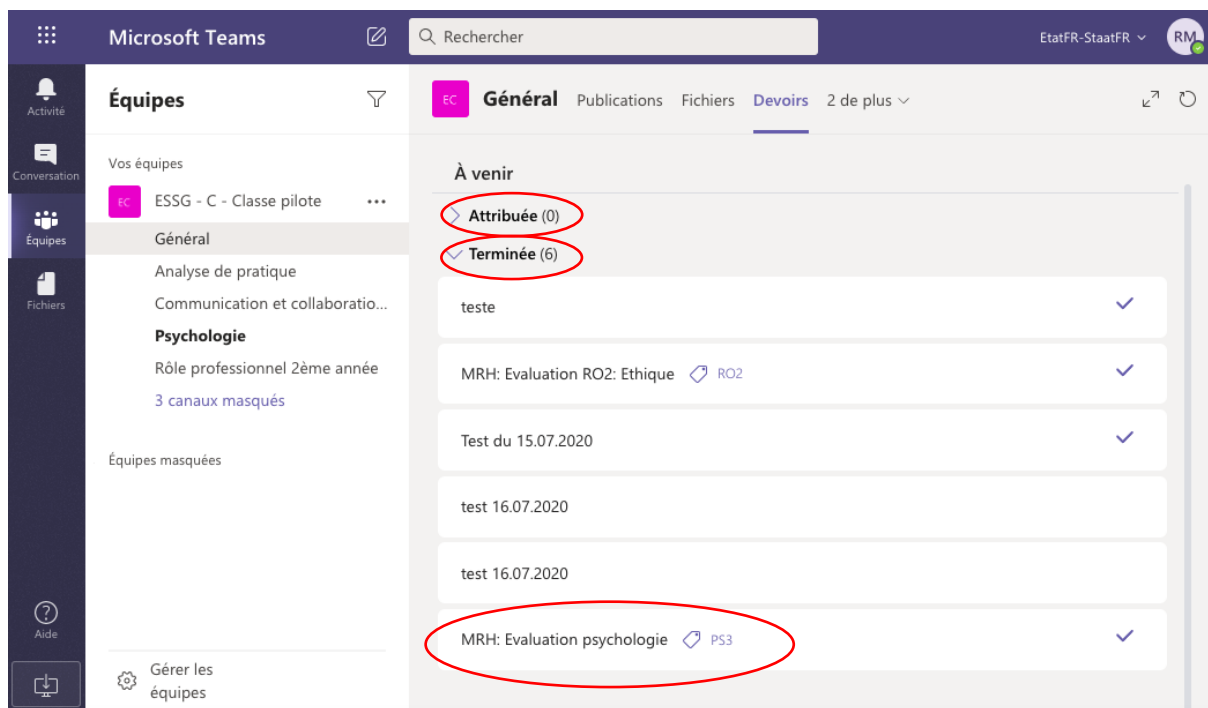 Microsoft Teams
Rechercher
EtatFR-StaatFR
RM
Activité
Conversation
Équipes
Fichiers
Aide
Équipes
Vos équipes
EC ESSG - C - Classe pilote ...
Général
Analyse de pratique
Communication et collaboratio...
Psychologie
Rôle professionnel 2ème année
3 canaux masqués
Équipes masquées
Gérer les
équipes
EC Général Publications Fichiers Devoirs 2 de plus
À venir
Attribuée (0)
Terminée (6)
teste
MRH: Evaluation RO2: Ethique RO2
Test du 15.07.2020
test 16.07.2020
test 16.07.2020
MRH: Evaluation psychologie PS3